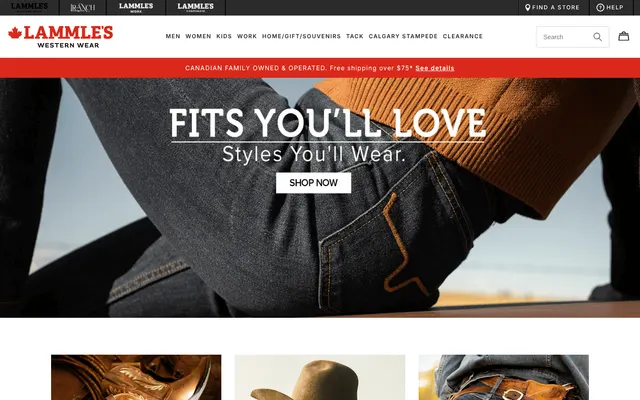 LAMMLE'S
BRANCH
LAMMLE'S
WORK
LAMMLE'S
FIND A STORE
HELP
LAMMLE'S
WESTERN WEAR
MEN WOMEN KIDS WORK HOME/GIFT/SOUVENIRS TACK CALGARY STAMPEDE CLEARANCE
Search
CANADIAN FAMILY OWNED & OPERATED. Free shipping over $75* See details
FITS YOU'LL LOVE
Styles You'll Wear.
SHOP NOW